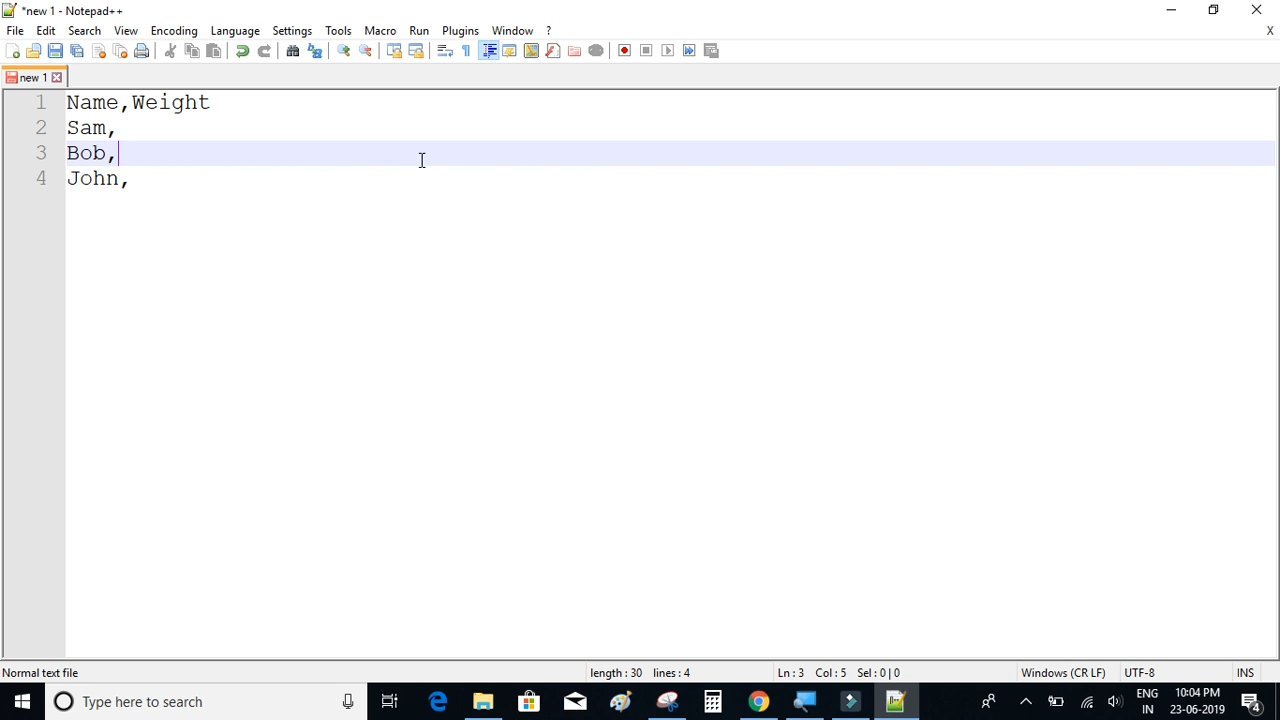 *new 1 - Notepad++
File Edit Search View Encoding Language Settings Tools Macro Run Plugins Window ? X
new 1
1 Name,Weight
2 Sam,
3 Bob,
4 John,
Normal text file length : 30 lines : 4 Ln : 3 Col : 5 Sel : 0 | 0 Windows (CR LF) UTF-8 INS
Type here to search
ENG 10:04 PM
IN 23-06-2019 4